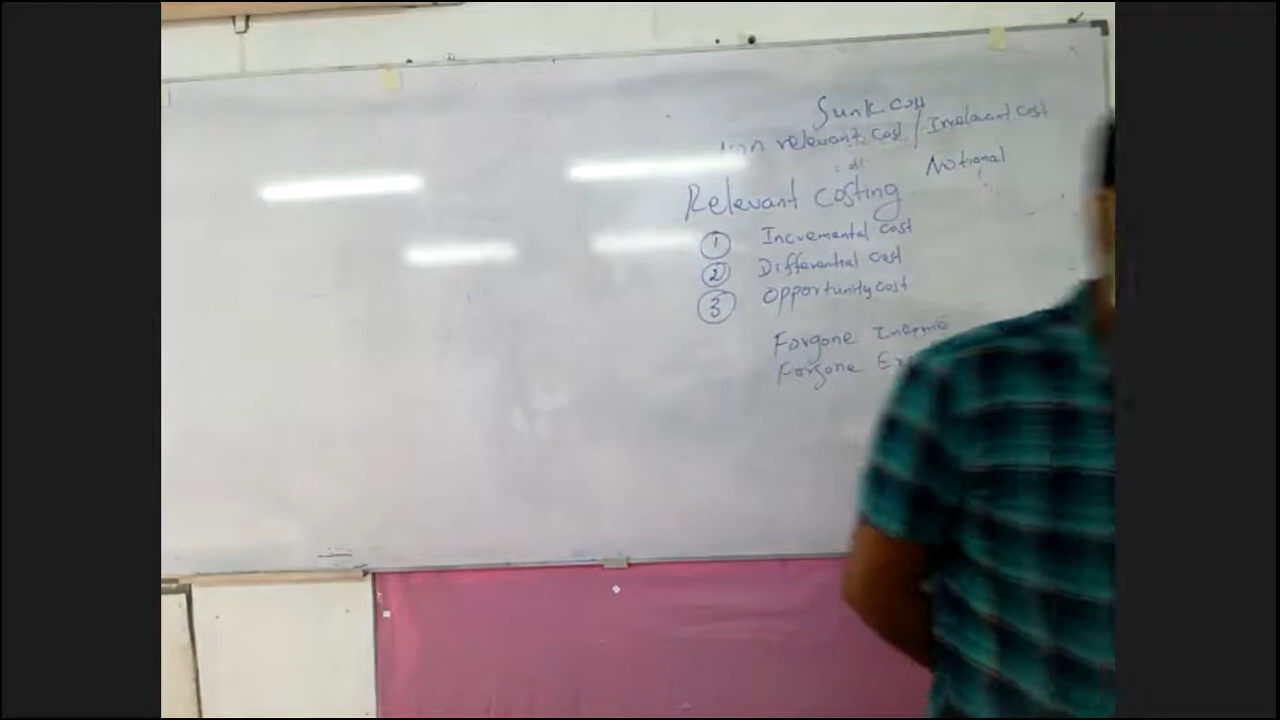 Sunk cost
Non relevant cost / Irrelevant cost
Notional
Relevant costing
1 Incremental cost
2 Differential cost
3 Opportunity cost
Forgone Income
Forgone